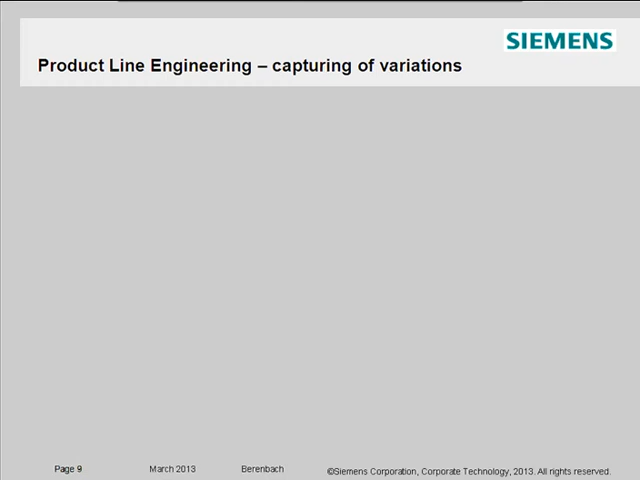 SIEMENS
Product Line Engineering – capturing of variations
Page 9 March 2013 Berenbach ©Siemens Corporation, Corporate Technology, 2013. All rights reserved.